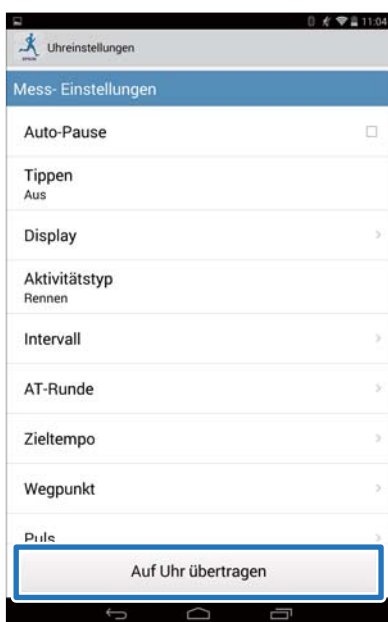 11:04
Uhreinstellungen
Mess- Einstellungen
Auto-Pause
Tippen
Aus
Display
Aktivitätstyp
Rennen
Intervall
AT-Runde
Zieltempo
Wegpunkt
Puls
Auf Uhr übertragen